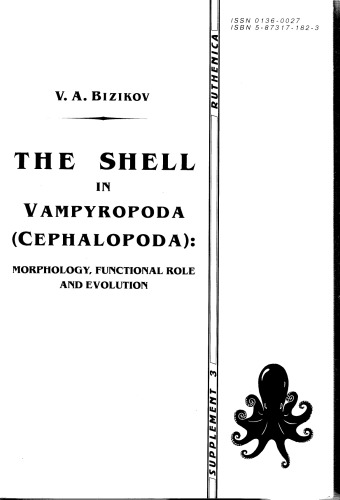 ISSN 0136-0027
ISBN 5-87317-182-3
V. A. BIZIKOV
THE SHELL
IN
VAMPYROPODA
(CEPHALOPODA):
MORPHOLOGY, FUNCTIONAL ROLE
AND EVOLUTION
RUTHENICA
SUPPLEMENT 3